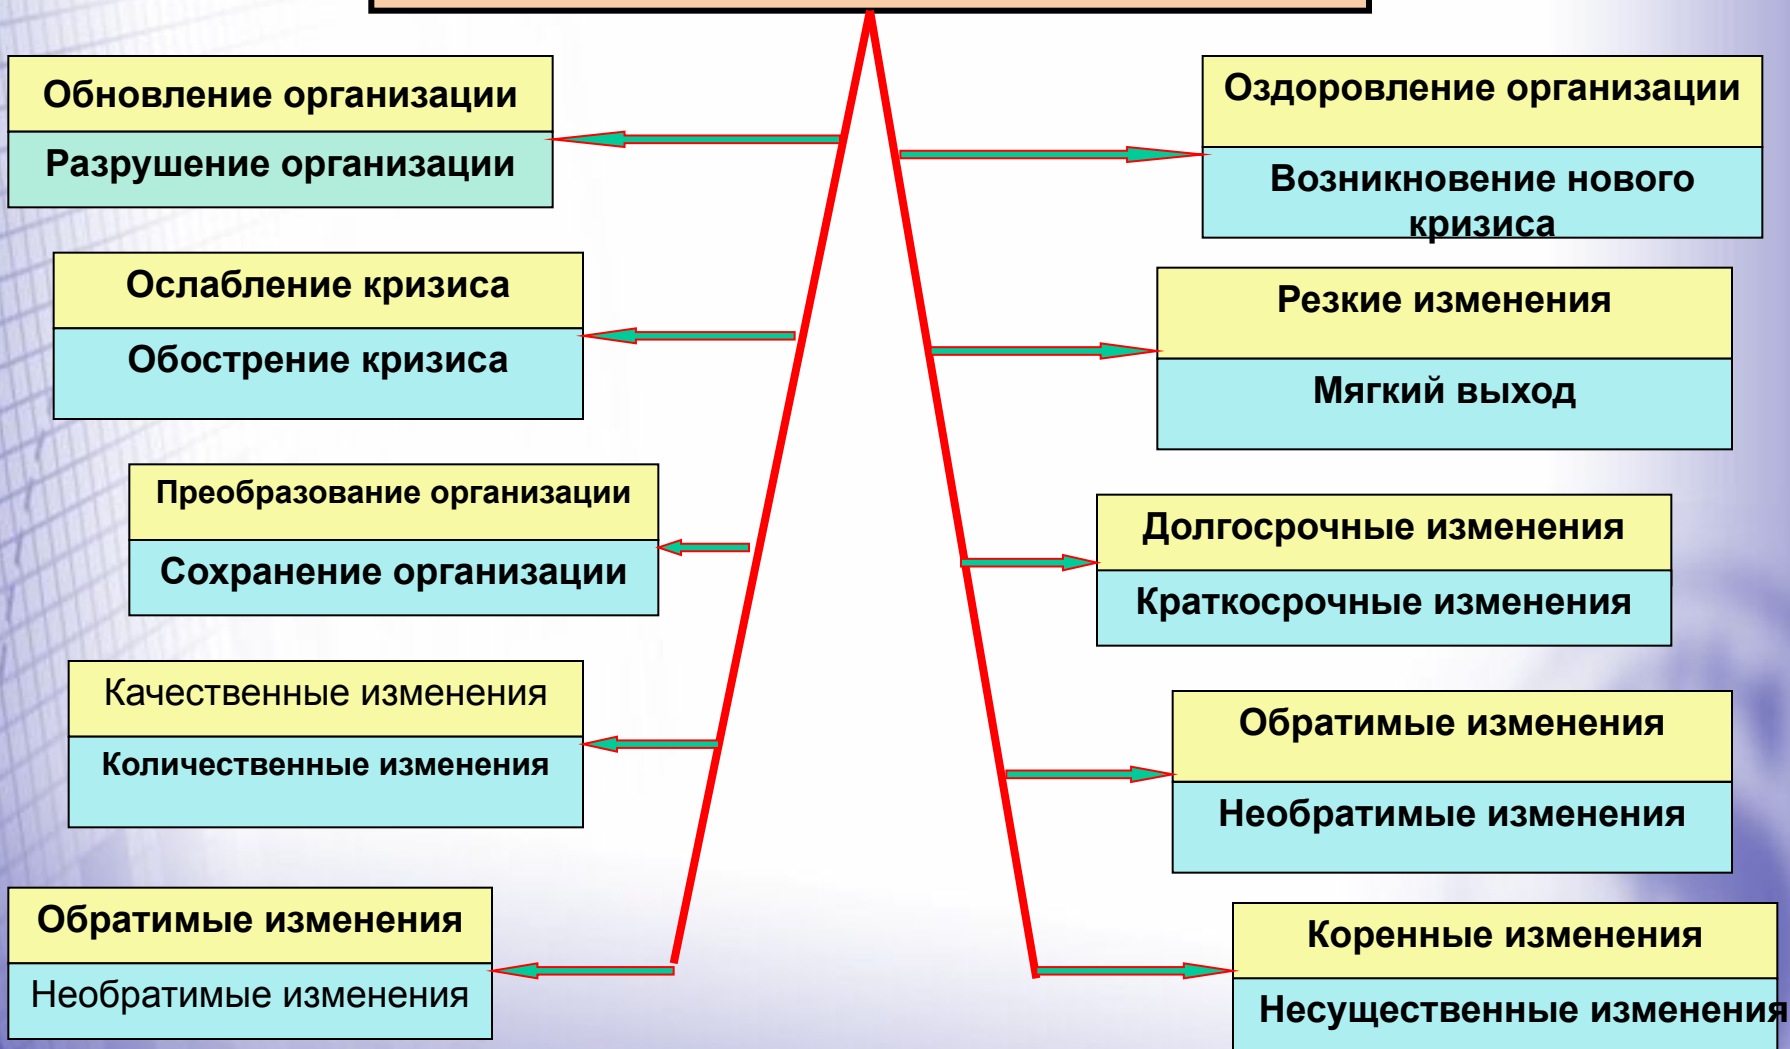 Обновление организации
Разрушение организации
Ослабление кризиса
Обострение кризиса
Преобразование организации
Сохранение организации
Качественные изменения
Количественные изменения
Обратимые изменения
Необратимые изменения
Оздоровление организации
Возникновение нового
кризиса
Резкие изменения
Мягкий выход
Долгосрочные изменения
Краткосрочные изменения
Обратимые изменения
Необратимые изменения
Коренные изменения
Несущественные изменения